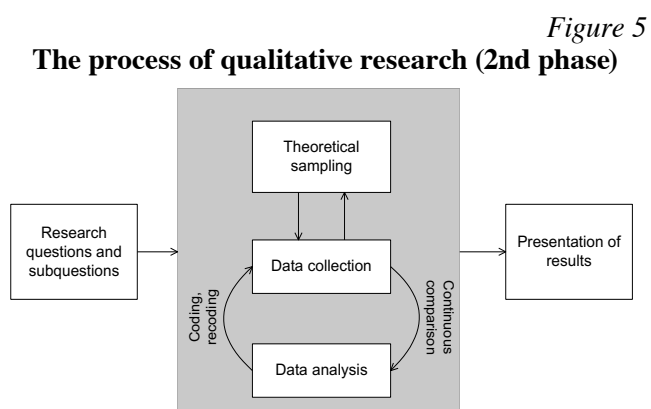 Figure 5
The process of qualitative research (2nd phase)
Theoretical
sampling
Research
questions and
subquestions
Data collection
Presentation of
results
Coding,
recoding
Continuous
comparison
Data analysis